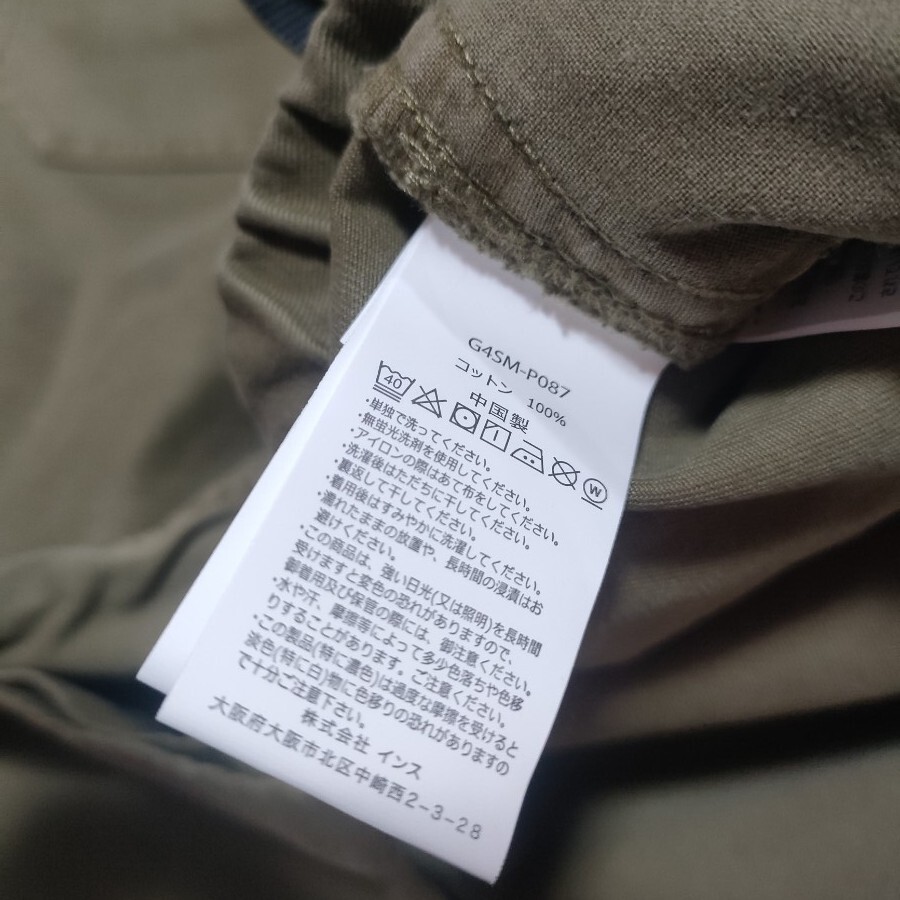 G4SM-P087
コットン 100%
中国製
40 W
・単独で洗ってください。
・無蛍光洗剤を使用してください。
・アイロンの際はあて布をしてください。
・洗濯後はただちに干してください。
・裏返して干してください。
・着用後はすみやかに洗濯してください。
・濡れたままの放置や、長時間の浸漬はお
避けください。
・この商品は、強い日光(又は照明)を長時間
受けますと変色の恐れがありますので、
御着用及び保管の際には、御注意ください。
・水や汗、摩擦等によって多少色落ちや色移
りすることがあります。ご注意ください。
・この製品(特に濃色)は過度な摩擦を受けると
淡色(特に白)物に色移りの恐れがありますの
で十分ご注意下さい。
株式会社 インス
大阪府大阪市北区中崎西2-3-28